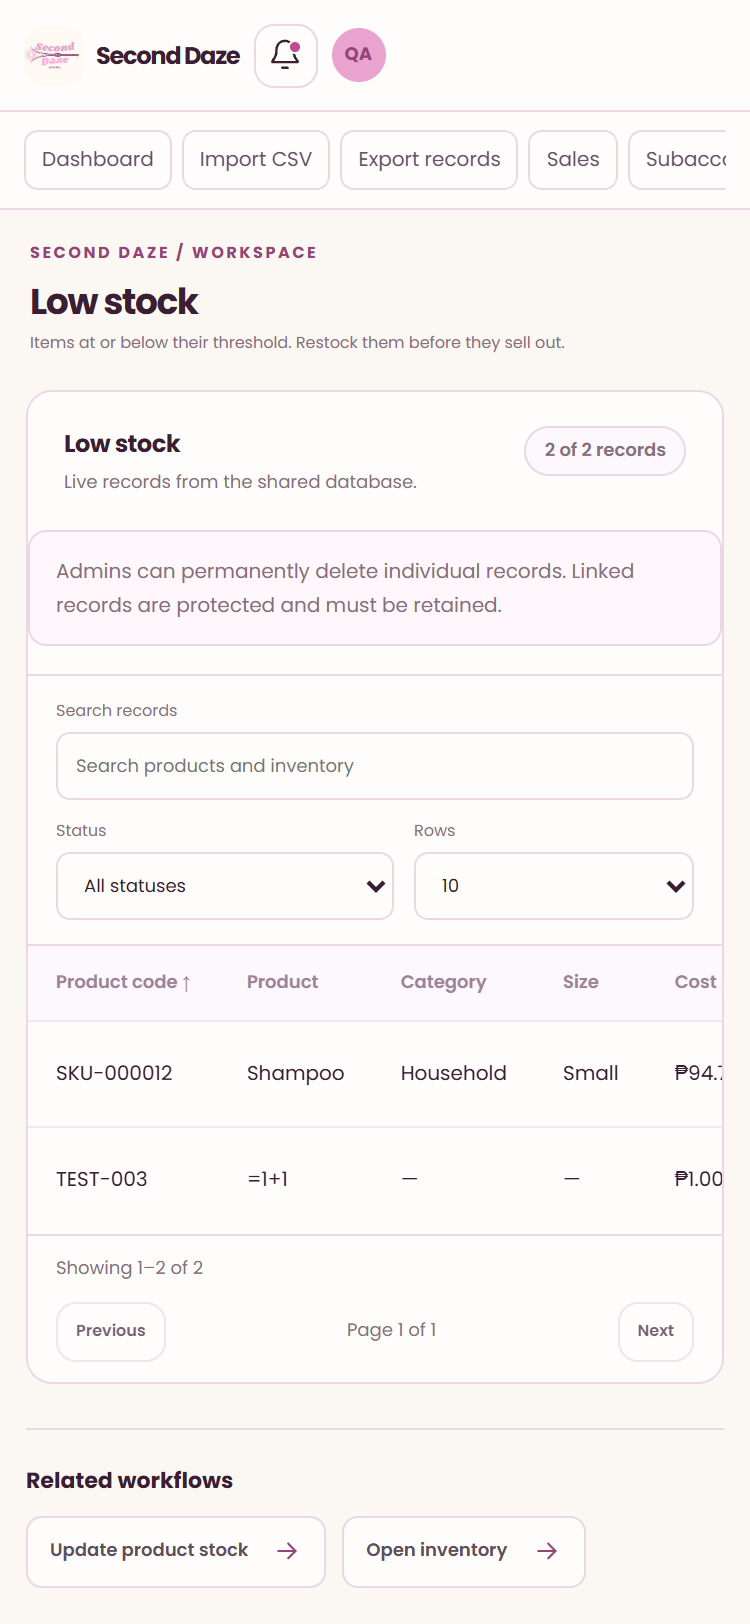 Second
Daze
Second Daze
QA
Dashboard
Import CSV
Export records
Sales
Subacc
SECOND DAZE / WORKSPACE
Low stock
Items at or below their threshold. Restock them before they sell out.
Low stock
2 of 2 records
Live records from the shared database.
Admins can permanently delete individual records. Linked
records are protected and must be retained.
Search records
Search products and inventory
Status
Rows
All statuses
10
Product code ↑ Product Category Size Cost
SKU-000012 Shampoo Household Small ₱94.7
TEST-003 =1+1 — — ₱1.00
Showing 1–2 of 2
Previous
Page 1 of 1
Next
Related workflows
Update product stock →
Open inventory →